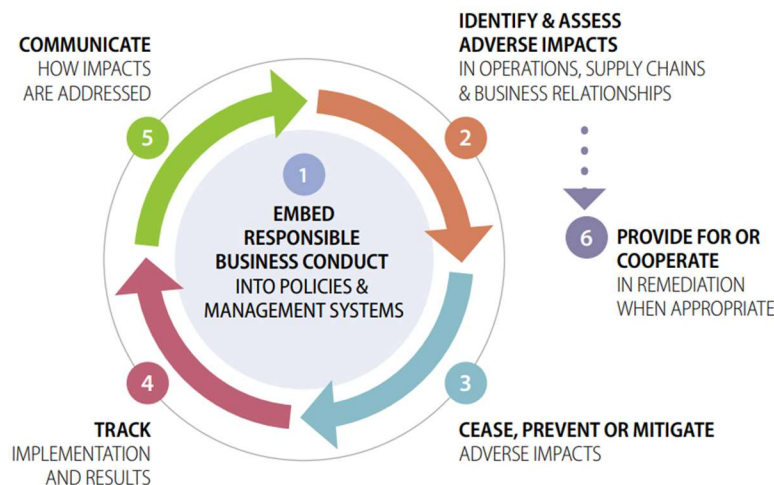 1
EMBED
RESPONSIBLE
BUSINESS CONDUCT
INTO POLICIES &
MANAGEMENT SYSTEMS
2
IDENTIFY & ASSESS
ADVERSE IMPACTS
IN OPERATIONS, SUPPLY CHAINS
& BUSINESS RELATIONSHIPS
3
CEASE, PREVENT OR MITIGATE
ADVERSE IMPACTS
4
TRACK
IMPLEMENTATION
AND RESULTS
5
COMMUNICATE
HOW IMPACTS
ARE ADDRESSED
6
PROVIDE FOR OR
COOPERATE
IN REMEDIATION
WHEN APPROPRIATE